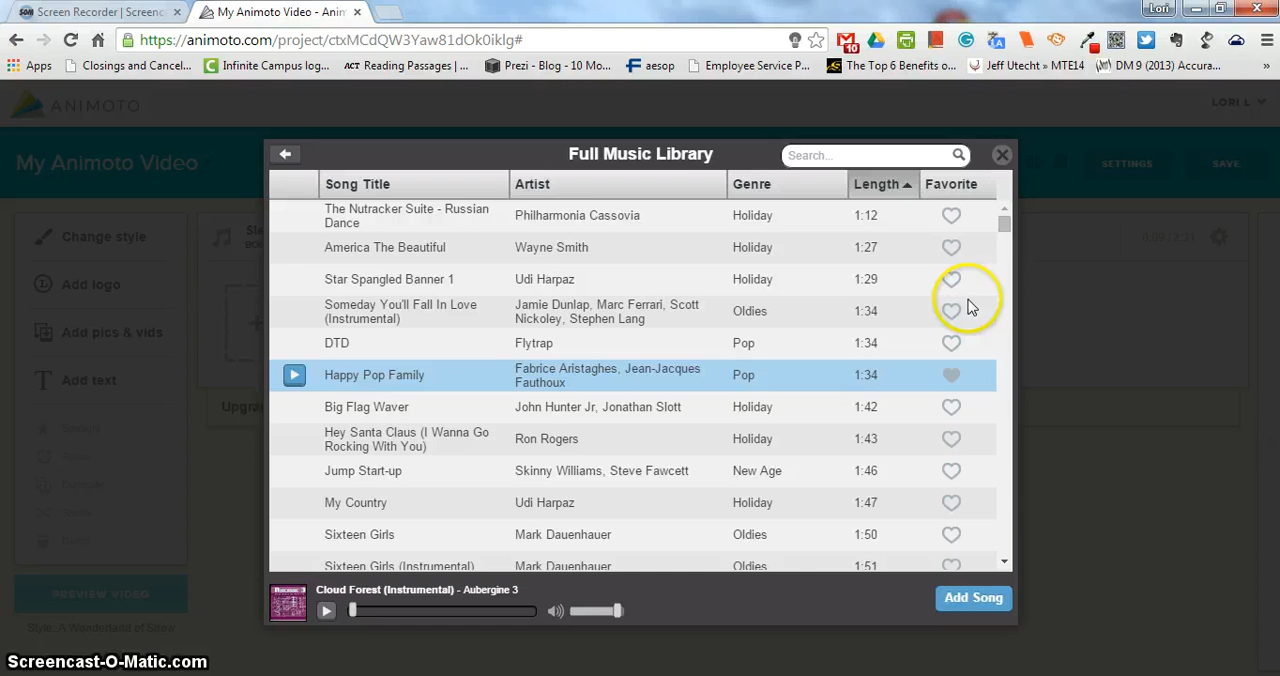 Screen Recorder | Screenc
My Animoto Video - Anim
Lori
https://animoto.com/project/ctxMCdQW3Yaw81dOk0iklg#
10
Apps
Closings and Cancel...
Infinite Campus log...
ACT Reading Passages | ...
Prezi - Blog - 10 Mo...
aesop
Employee Service P...
The Top 6 Benefits o...
Jeff Utecht » MTE14
DM 9 (2013) Accura...
»
ANIMOTO
LORI L
My Animoto Video
SETTINGS
SAVE
Change style
Add logo
Add pics & vids
T Add text
PREVIEW VIDEO
Full Music Library
Search...
Song Title Artist Genre Length Favorite
The Nutracker Suite - Russian
Dance
Philharmonia Cassovia Holiday 1:12
America The Beautiful Wayne Smith Holiday 1:27
Star Spangled Banner 1 Udi Harpaz Holiday 1:29
Someday You'll Fall In Love
(Instrumental)
Jamie Dunlap, Marc Ferrari, Scott
Nickoley, Stephen Lang
Oldies 1:34
DTD Flytrap Pop 1:34
Happy Pop Family
Fabrice Aristaghes, Jean-Jacques
Fauthoux
Pop 1:34
Big Flag Waver John Hunter Jr, Jonathan Slott Holiday 1:42
Hey Santa Claus (I Wanna Go
Rocking With You)
Ron Rogers Holiday 1:43
Jump Start-up Skinny Williams, Steve Fawcett New Age 1:46
My Country Udi Harpaz Holiday 1:47
Sixteen Girls Mark Dauenhauer Oldies 1:50
Sixteen Girls (Instrumental) Mark Dauenhauer Oldies 1:51
Cloud Forest (Instrumental) - Aubergine 3
Add Song
Screencast-O-Matic.com